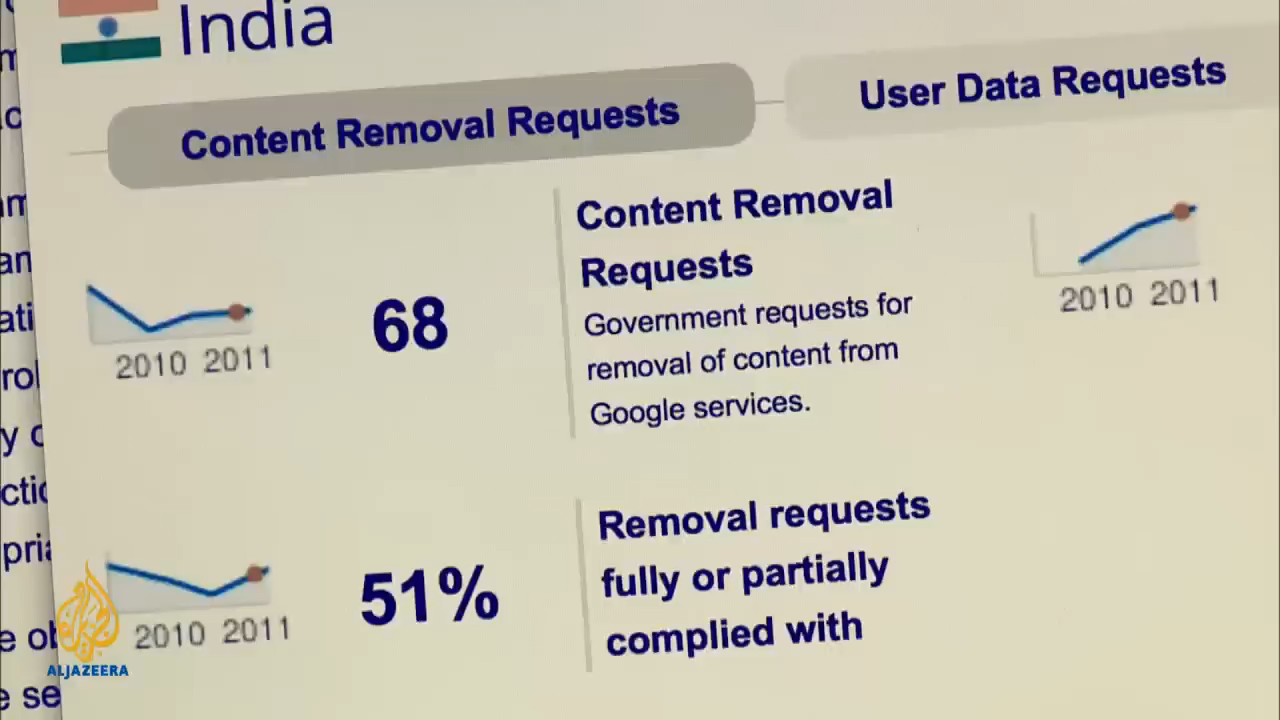 India
Content Removal Requests
User Data Requests
2010 2011
68
Content Removal
Requests
Government requests for
removal of content from
Google services.
2010 2011
2010 2011
51%
Removal requests
fully or partially
complied with
ALJAZEERA